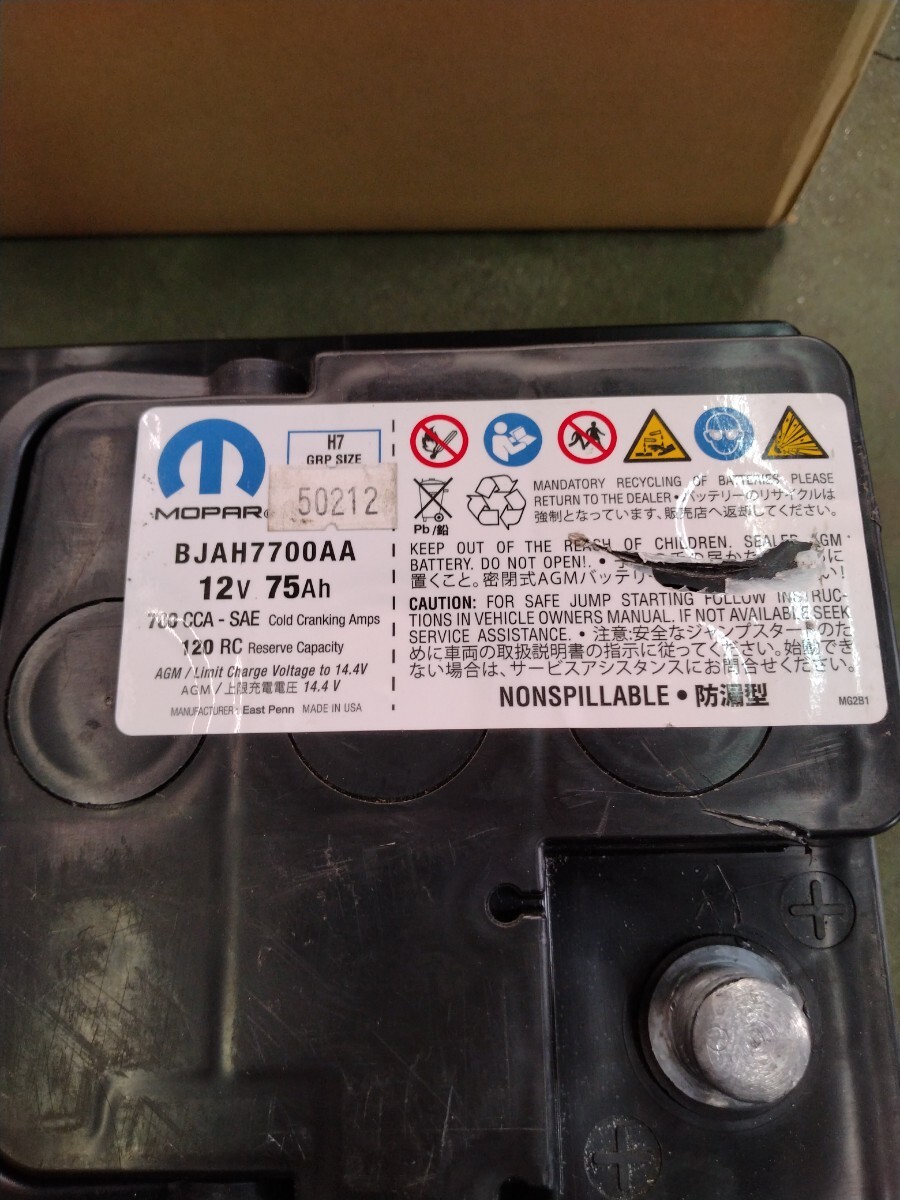 MOPAR
H7
GRP SIZE
50212
BJAH7700AA
12V 75Ah
700 CCA - SAE Cold Cranking Amps
120 RC Reserve Capacity
AGM / Limit Charge Voltage to 14.4V
AGM / 上限充電電圧 14.4 V
MANUFACTURER: East Penn MADE IN USA
Pb /鉛
MANDATORY RECYCLING OF BATTERIES PLEASE
RETURN TO THE DEALER • バッテリーのリサイクルは
強制となっています、販売店へ返却してください。
KEEP OUT OF THE REACH OF CHILDREN. SEALED AGM
BATTERY. DO NOT OPEN!. •
置くこと。密閉式AGMバッテリー い!
CAUTION: FOR SAFE JUMP STARTING FOLLOW INSTRUC-
TIONS IN VEHICLE OWNERS MANUAL. IF NOT AVAILABLE SEEK
SERVICE ASSISTANCE. • 注意:安全なジャンプスタートのた
めに車両の取扱説明書の指示に従ってください。始動でき
ない場合は、サービスアシスタンスにお問合せください。
NONSPILLABLE • 防漏型
MG2B1
+
+